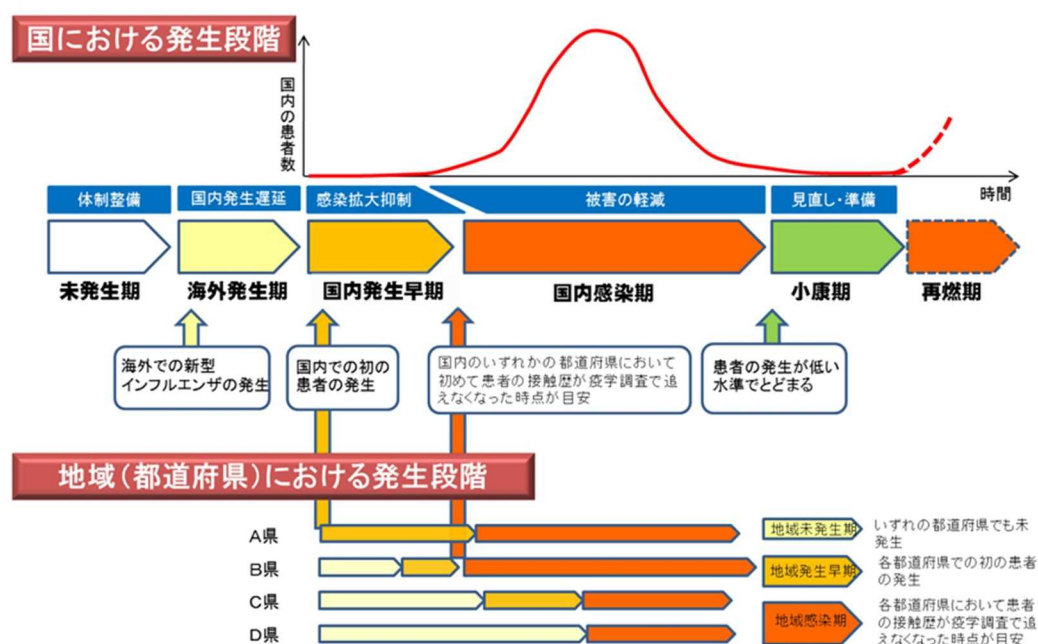 国における発生段階
国内の患者数
時間
体制整備
国内発生遅延
感染拡大抑制
被害の軽減
見直し・準備
未発生期
海外発生期
国内発生早期
国内感染期
小康期
再燃期
海外での新型
インフルエンザの発生
国内での初の
患者の発生
国内のいずれかの都道府県において
初めて患者の接触歴が疫学調査で追
えなくなった時点が目安
患者の発生が低い
水準でとどまる
地域(都道府県)における発生段階
A県
B県
C県
D県
地域未発生期
いずれの都道府県でも未
発生
地域発生早期
各都道府県での初の患者
の発生
地域感染期
各都道府県において患者
の接触歴が疫学調査で追
えなくなった時点が目安